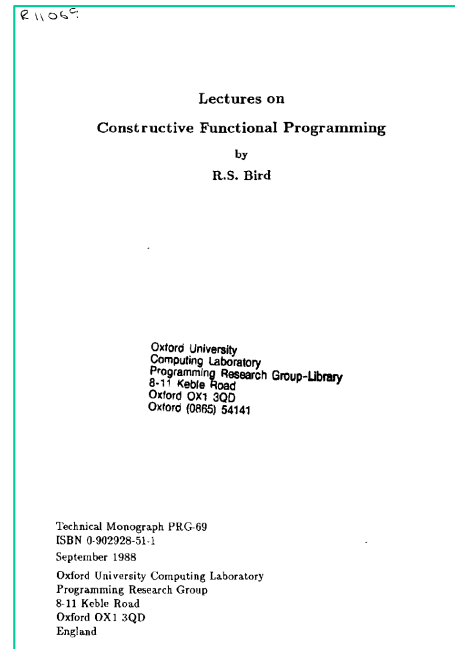 R11069
Lectures on
Constructive Functional Programming
by
R.S. Bird
Oxford University
Computing Laboratory
Programming Research Group-Library
8-11 Keble Road
Oxford OX1 3QD
Oxford (0865) 54141
Technical Monograph PRG-69
ISBN 0-902928-51-1
September 1988
Oxford University Computing Laboratory
Programming Research Group
8-11 Keble Road
Oxford OX1 3QD
England